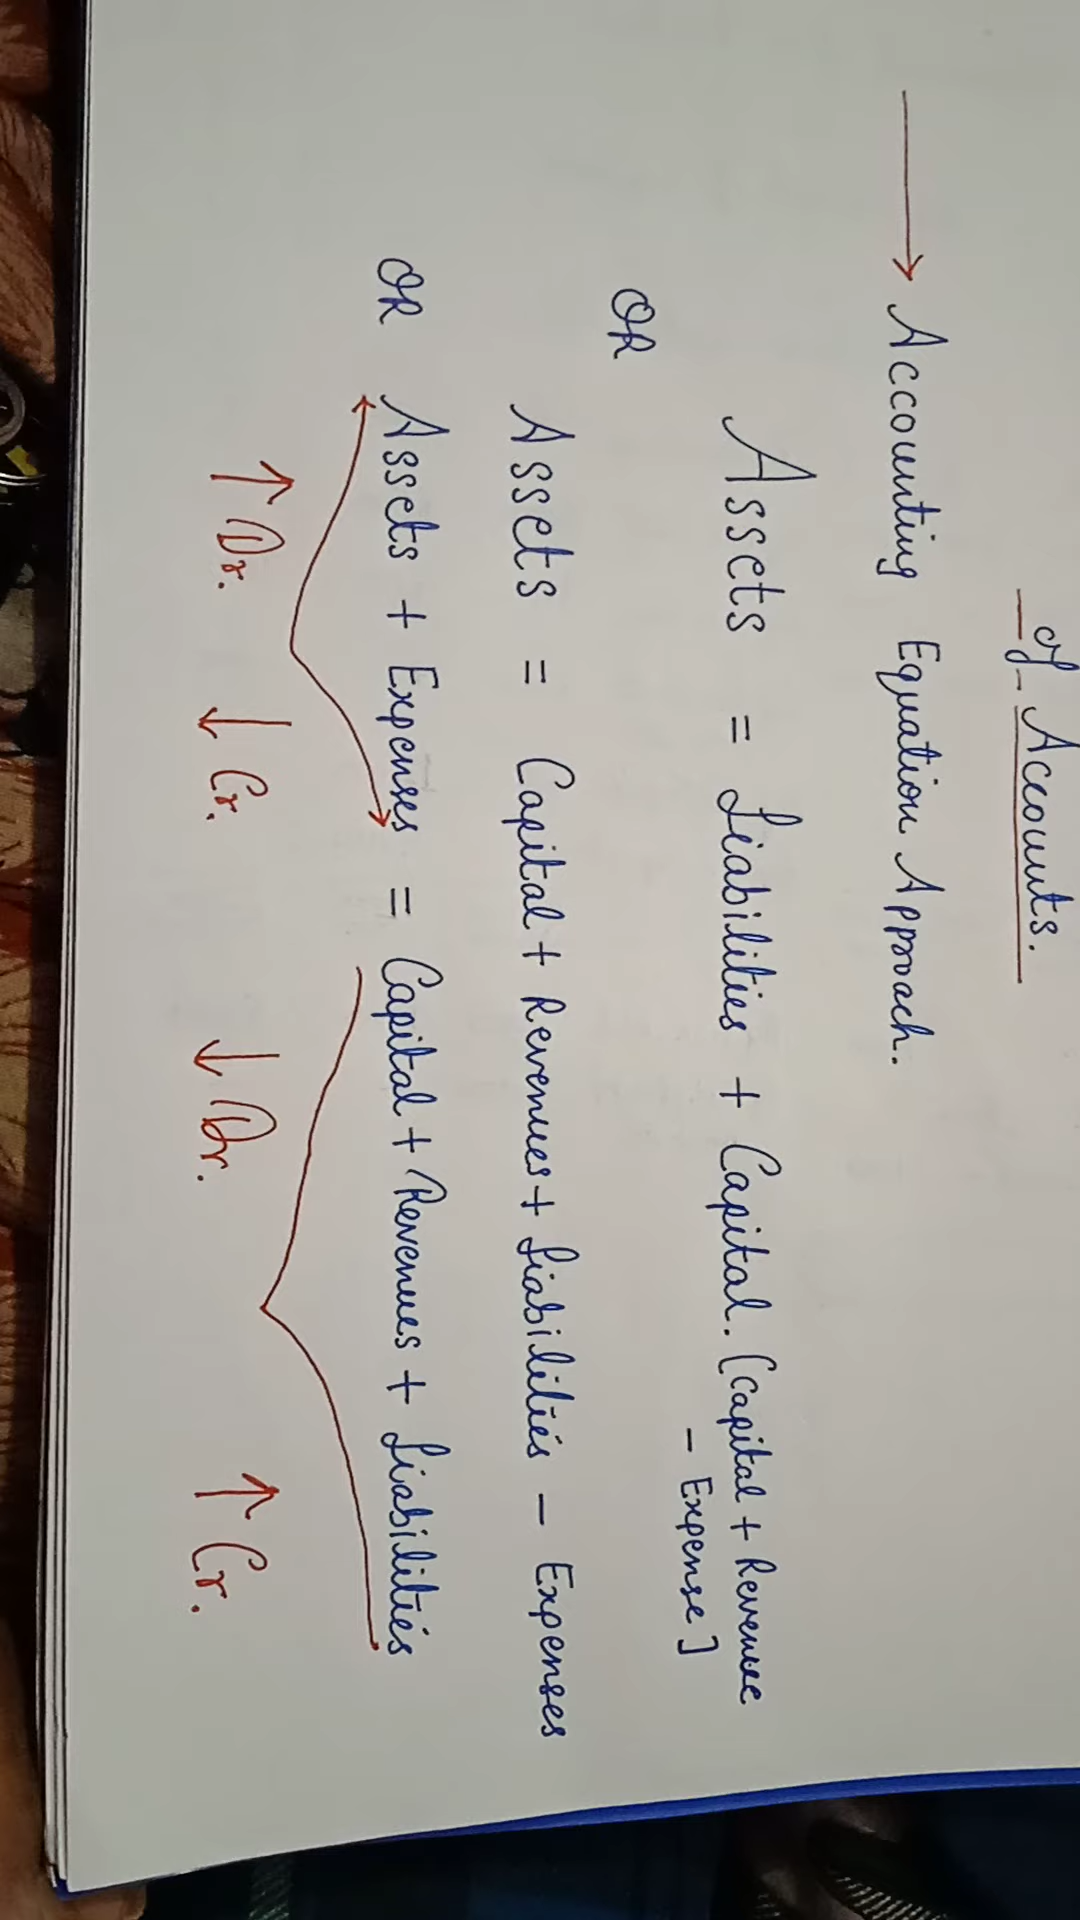 of Accounts.
→ Accounting Equation Approach.
Assets = Liabilities + Capital. (Capital + Revenue
- Expense]
OR
Assets = Capital + Revenues + Liabilities - Expenses
OR Assets + Expenses = Capital + Revenues + Liabilities
↑ Dr. ↓ Cr. ↓ Dr. ↑ Cr.